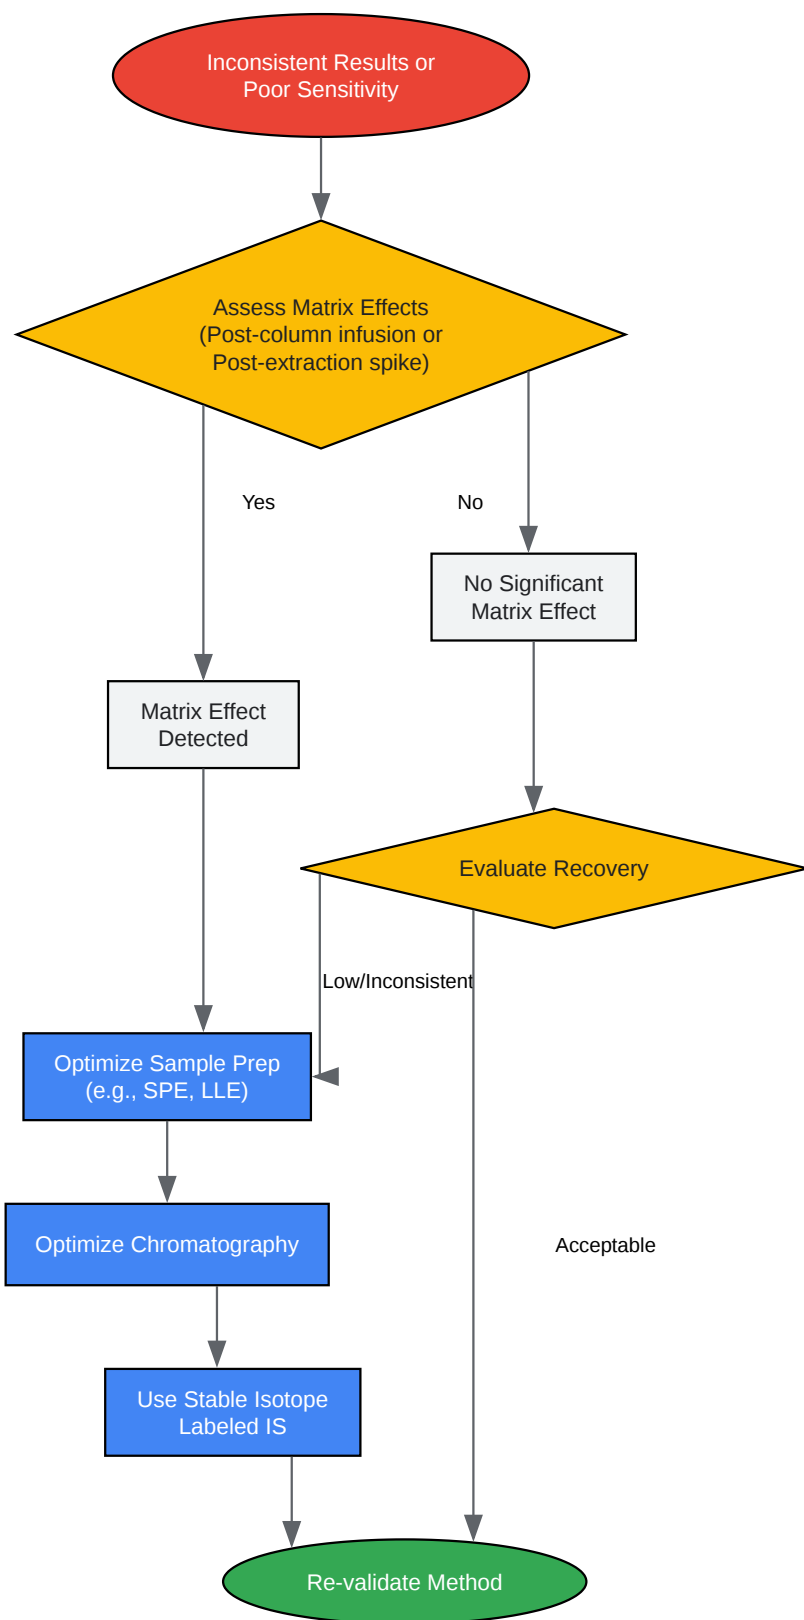 Inconsistent Results or
Poor Sensitivity
Assess Matrix Effects
(Post-column infusion or
Post-extraction spike)
Yes
No
No Significant
Matrix Effect
Matrix Effect
Detected
Evaluate Recovery
Low/Inconsistent
Optimize Sample Prep
(e.g., SPE, LLE)
Optimize Chromatography
Acceptable
Use Stable Isotope
Labeled IS
Re-validate Method